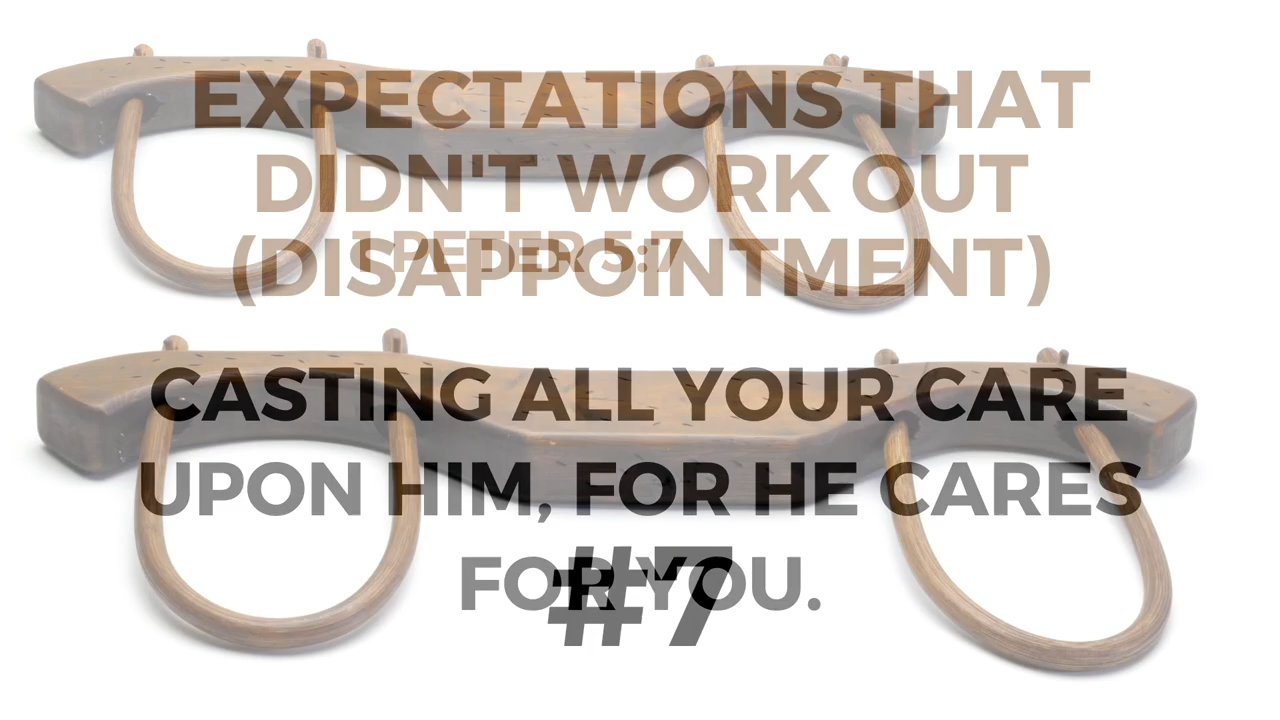 EXPECTATIONS THAT
DIDN'T WORK OUT
(DISAPPOINTMENT)
1 PETER 5:7
CASTING ALL YOUR CARE
UPON HIM, FOR HE CARES
FOR YOU.
#7